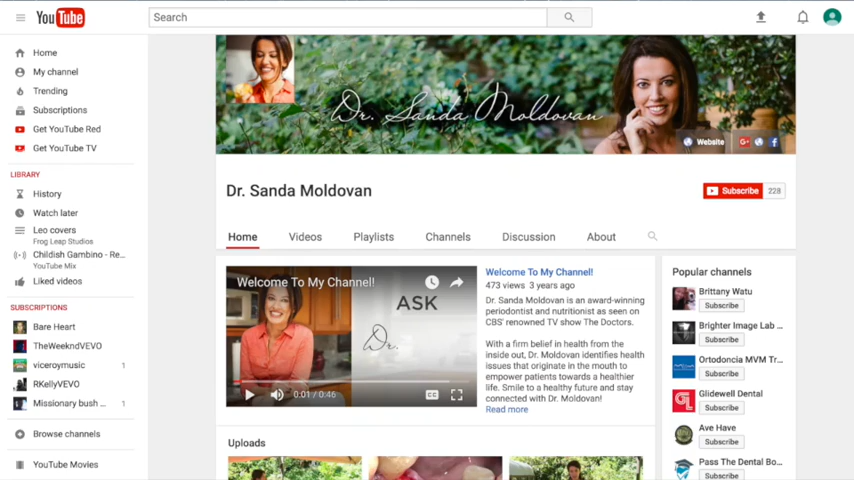 YouTube
Search
Home
My channel
Trending
Subscriptions
Get YouTube Red
Get YouTube TV
LIBRARY
History
Watch later
Leo covers
Frog Leap Studios
Childish Gambino - Re...
YouTube Mix
Liked videos
SUBSCRIPTIONS
Bare Heart
TheWeekndVEVO
viceroymusic 1
RKellyVEVO
Missionary bush ... 1
Browse channels
YouTube Movies
Dr. Sanda Moldovan
Website
Dr. Sanda Moldovan
Subscribe 228
Home Videos Playlists Channels Discussion About
Welcome To My Channel!
ASK
Dr.
0:01 / 0:46
CC
Welcome To My Channel!
473 views 3 years ago
Dr. Sanda Moldovan is an award-winning
periodontist and nutritionist as seen on
CBS' renowned TV show The Doctors.
With a firm belief in health from the
inside out, Dr. Moldovan identifies health
issues that originate in the mouth to
empower patients towards a healthier
life. Smile to a healthy future and stay
connected with Dr. Moldovan!
Read more
Uploads
Popular channels
Brittany Watu
Subscribe
Brighter Image Lab ...
Subscribe
Ortodoncia MVM Tr...
Subscribe
Glidewell Dental
Subscribe
Ave Have
Subscribe
Pass The Dental Bo...
Subscribe